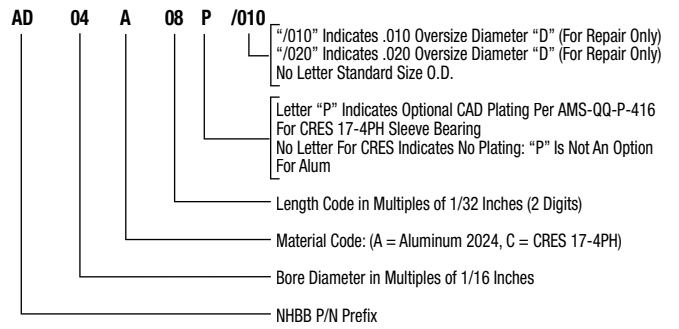 AD 04 A 08 P /010
"/010" Indicates .010 Oversize Diameter "D" (For Repair Only)
"/020" Indicates .020 Oversize Diameter "D" (For Repair Only)
No Letter Standard Size O.D.
Letter "P" Indicates Optional CAD Plating Per AMS-QQ-P-416
For CRES 17-4PH Sleeve Bearing
No Letter For CRES Indicates No Plating: "P" Is Not An Option
For Alum
Length Code in Multiples of 1/32 Inches (2 Digits)
Material Code: (A = Aluminum 2024, C = CRES 17-4PH)
Bore Diameter in Multiples of 1/16 Inches
NHBB P/N Prefix